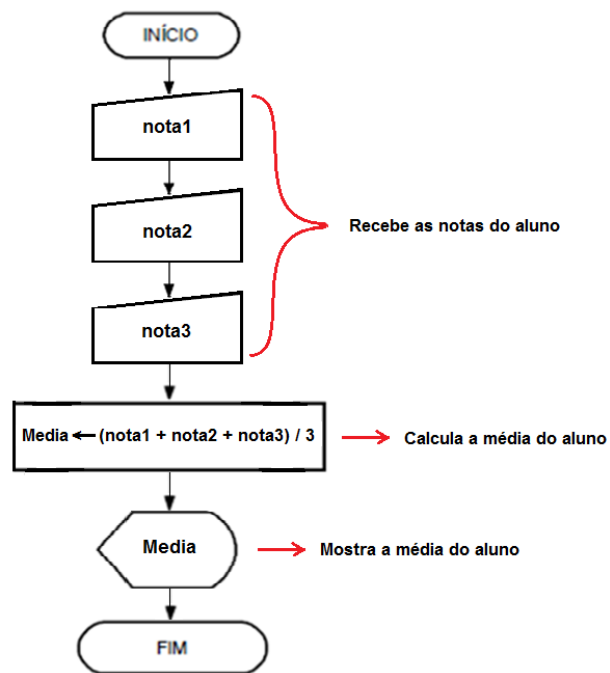 INÍCIO
nota1
nota2
Recebe as notas do aluno
nota3
Media ← (nota1 + nota2 + nota3) / 3
Calcula a média do aluno
Media
Mostra a média do aluno
FIM